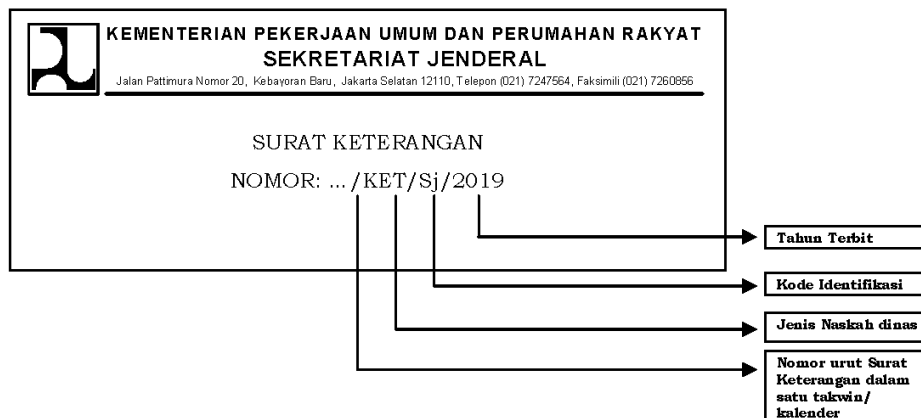 KEMENTERIAN PEKERJAAN UMUM DAN PERUMAHAN RAKYAT
SEKRETARIAT JENDERAL
Jalan Pattimura Nomor 20, Kebayoran Baru, Jakarta Selatan 12110, Telepon (021) 7247564, Faksimili (021) 7260856
SURAT KETERANGAN
NOMOR: ... /KET/Sj/2019
Tahun Terbit
Kode Identifikasi
Jenis Naskah dinas
Nomor urut Surat
Keterangan dalam
satu takwin/
kalender